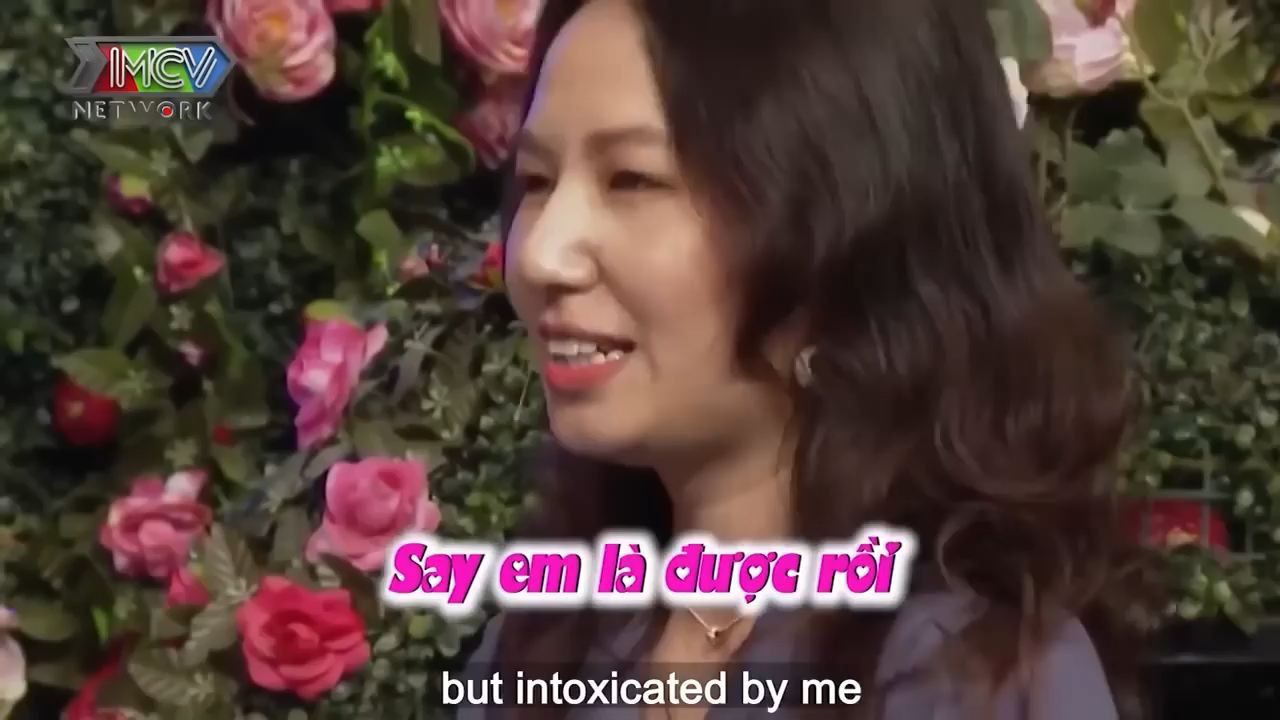 MCV
NETWORK
Say em là được rồi
but intoxicated by me